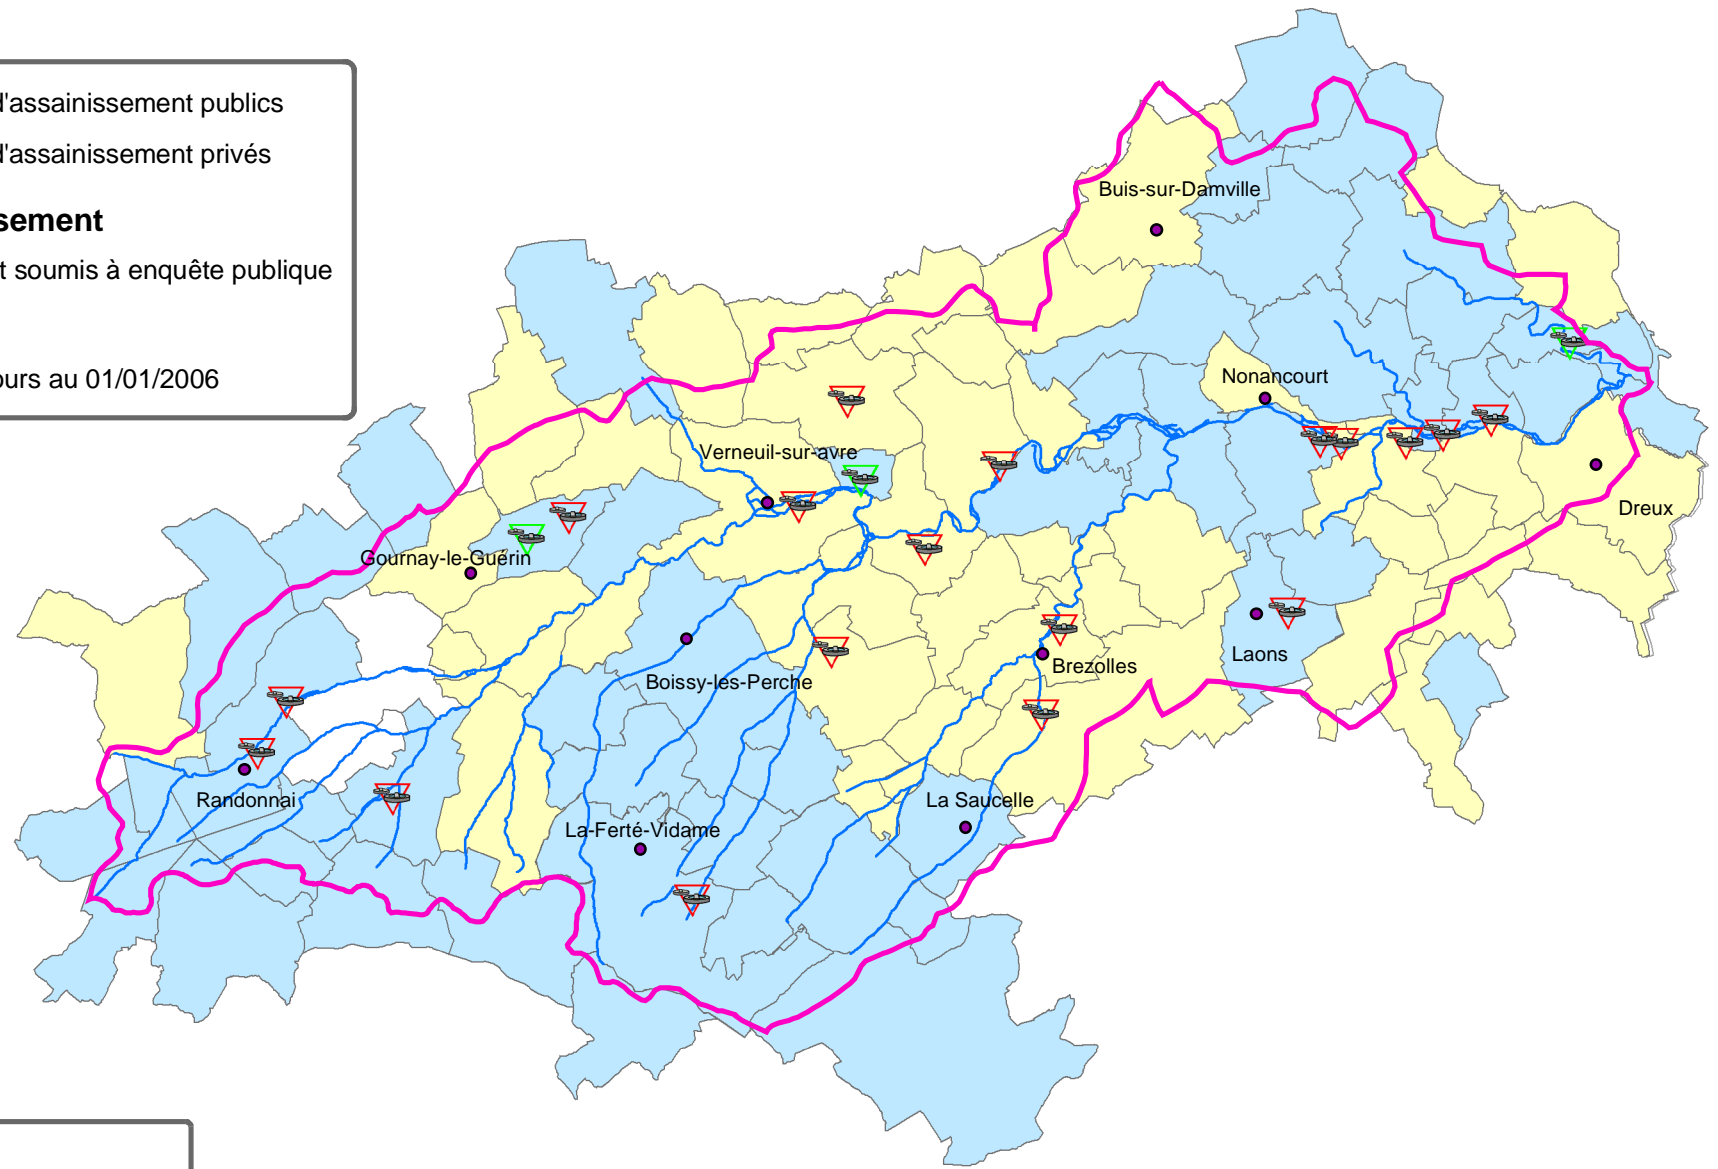 d'assainissement publics
d'assainissement privés
sement
t soumis à enquête publique
ours au 01/01/2006
Buis-sur-Damville
Nonancourt
Verneuil-sur-avre
Dreux
Gournay-le-Guérin
Laons
Brezolles
Boissy-les-Perche
Randonnai
La Saucelle
La-Ferté-Vidame